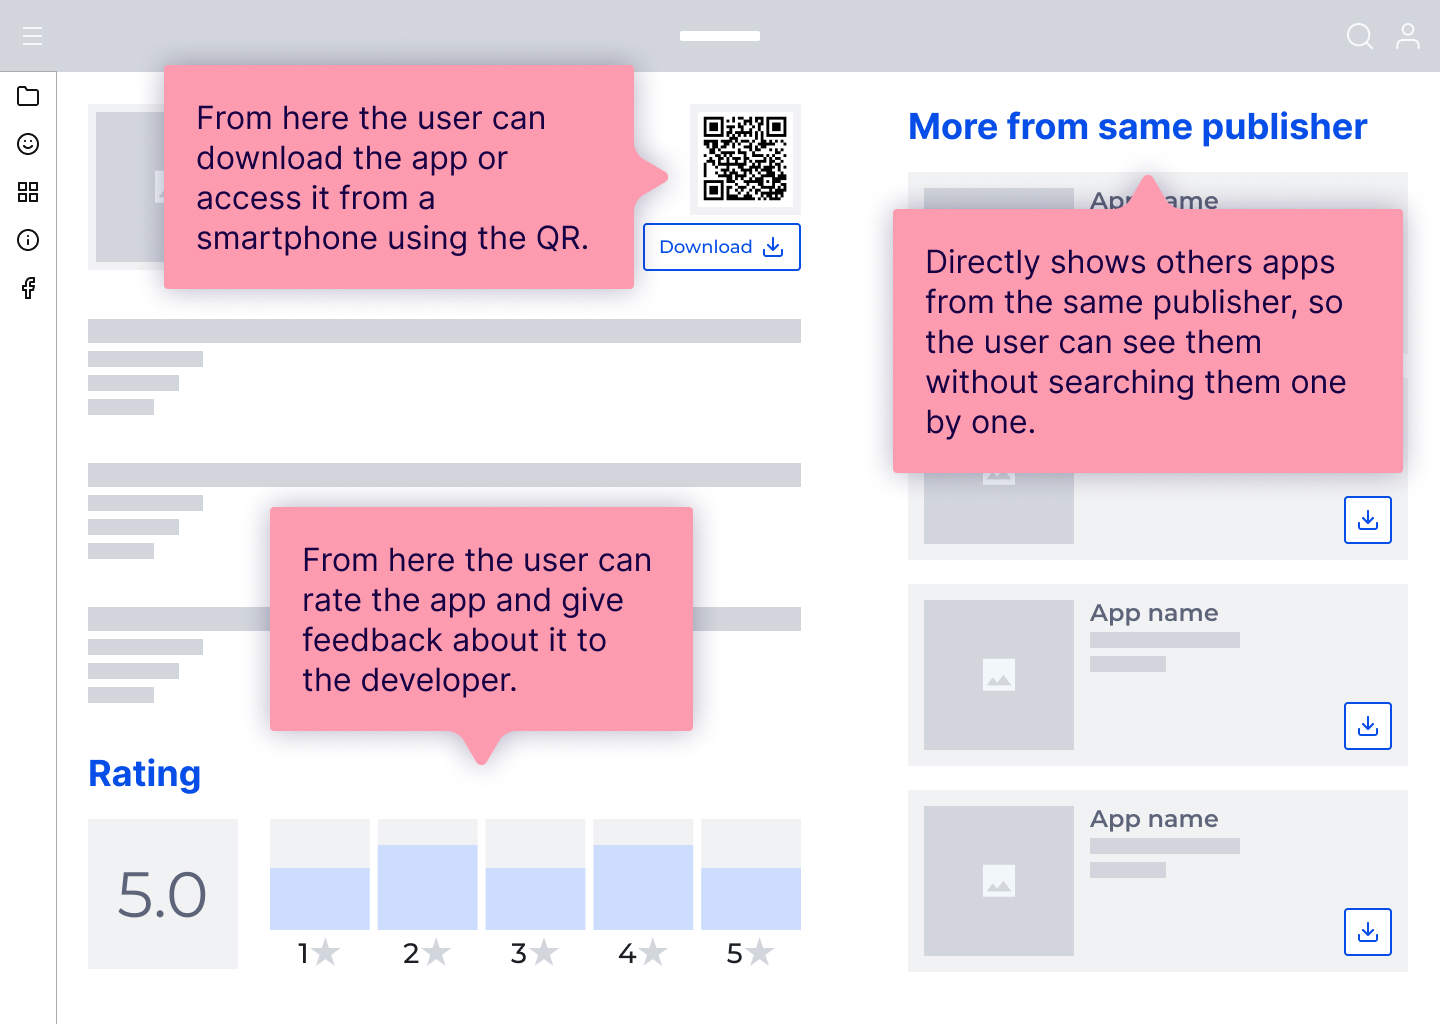 From here the user can
download the app or
access it from a
smartphone using the QR.
Download
From here the user can
rate the app and give
feedback about it to
the developer.
Rating
5.0
1
2
3
4
5
More from same publisher
Directly shows others apps
from the same publisher, so
the user can see them
without searching them one
by one.
App name
App name